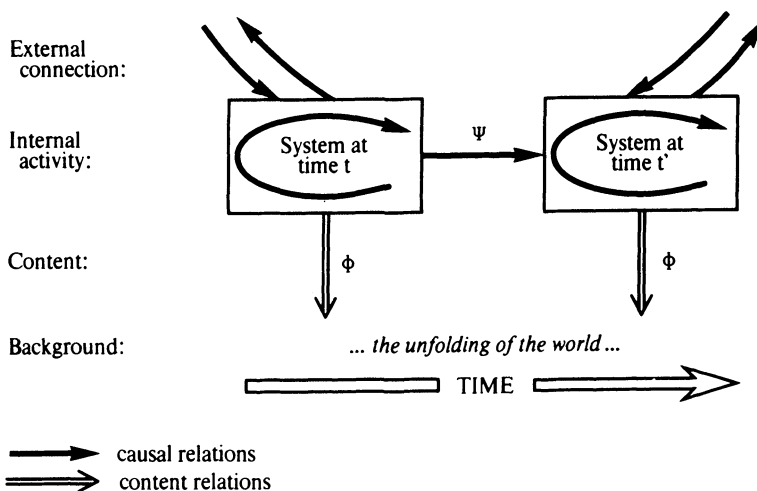 External
connection:
Internal
activity:
System at
time t
Ψ
System at
time t'
Content:
ϕ
ϕ
Background:
... the unfolding of the world ...
TIME
causal relations
content relations